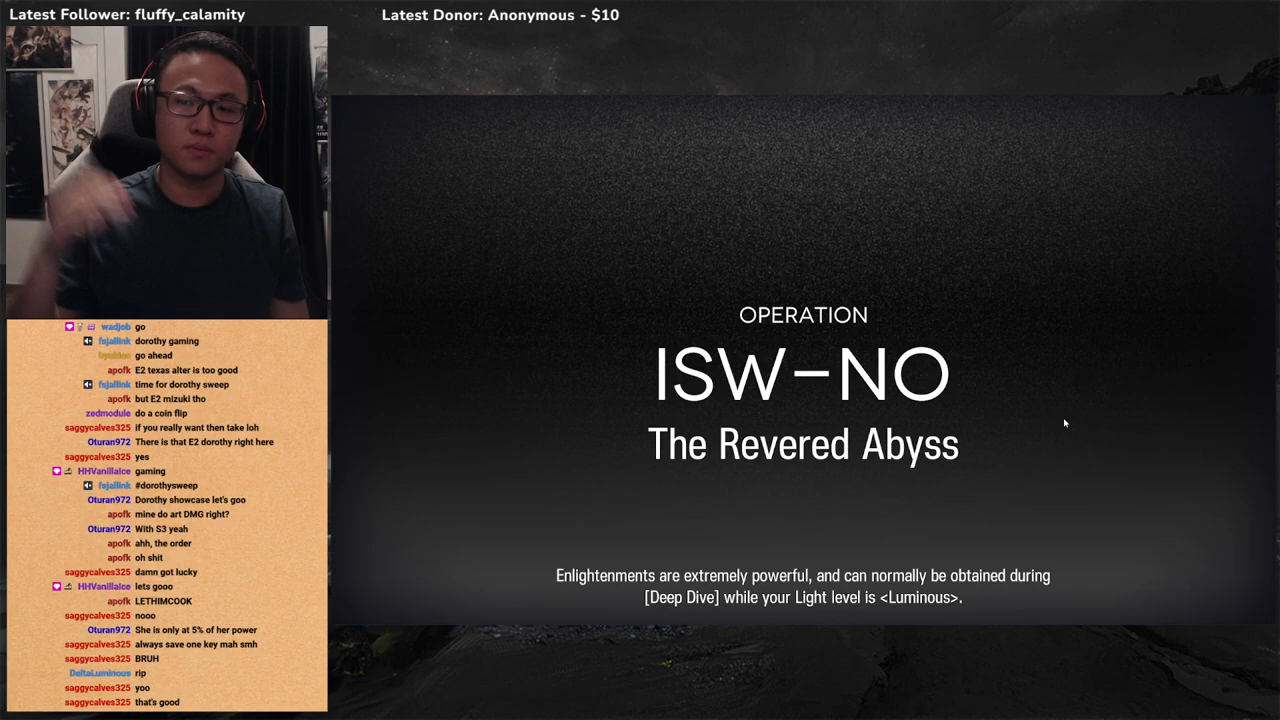 Latest Follower: fluffy_calamity
Latest Donor: Anonymous - $10
wadjob go
fsjallink dorothy gaming
byukino go ahead
apofk E2 texas alter is too good
fsjallink time for dorothy sweep
apofk but E2 mizuki tho
zedmodule do a coin flip
saggycalves325 if you really want then take loh
Oturan972 There is that E2 dorothy right here
saggycalves325 yes
HHVanillaIce gaming
fsjallink #dorothysweep
Oturan972 Dorothy showcase let's goo
apofk mine do art DMG right?
Oturan972 With S3 yeah
apofk ahh, the order
apofk oh shit
saggycalves325 damn got lucky
HHVanillaIce lets gooo
apofk LETHIMCOOK
saggycalves325 nooo
Oturan972 She is only at 5% of her power
saggycalves325 always save one key mah smh
saggycalves325 BRUH
DeltaLuminous rip
saggycalves325 yoo
saggycalves325 that's good
OPERATION
ISW-NO
The Revered Abyss
Enlightenments are extremely powerful, and can normally be obtained during
[Deep Dive] while your Light level is <Luminous>.